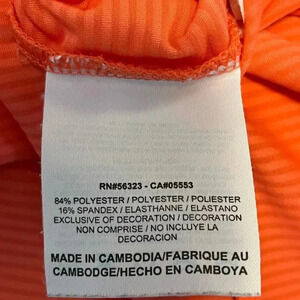 RN#56323 - CA#05553
84% POLYESTER / POLYESTER / POLIESTER
16% SPANDEX / ELASTHANNE / ELASTANO
EXCLUSIVE OF DECORATION / DECORATION
NON COMPRISE / NO INCLUYE LA
DECORACION
MADE IN CAMBODIA/FABRIQUE AU
CAMBODGE/HECHO EN CAMBOYA